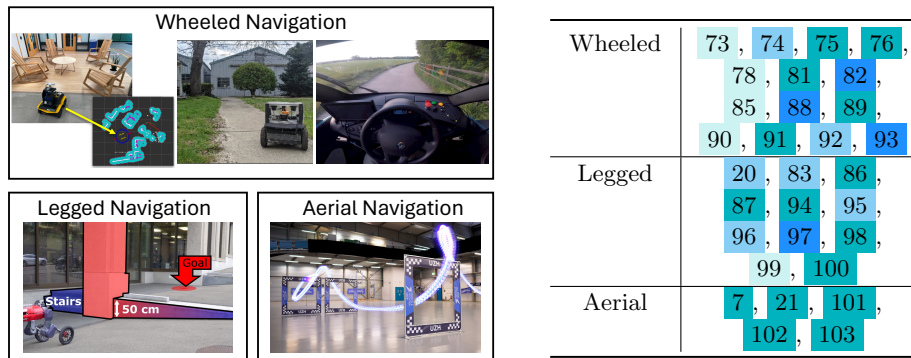 Wheeled Navigation
Legged Navigation
Stairs
50 cm
Goal
Aerial Navigation
UZH
UZH
Wheeled
73 , 74 , 75 , 76 ,
78 , 81 , 82 ,
85 , 88 , 89 ,
90 , 91 , 92 , 93
Legged
20 , 83 , 86 ,
87 , 94 , 95 ,
96 , 97 , 98 ,
99 , 100
Aerial
7 , 21 , 101 ,
102 , 103